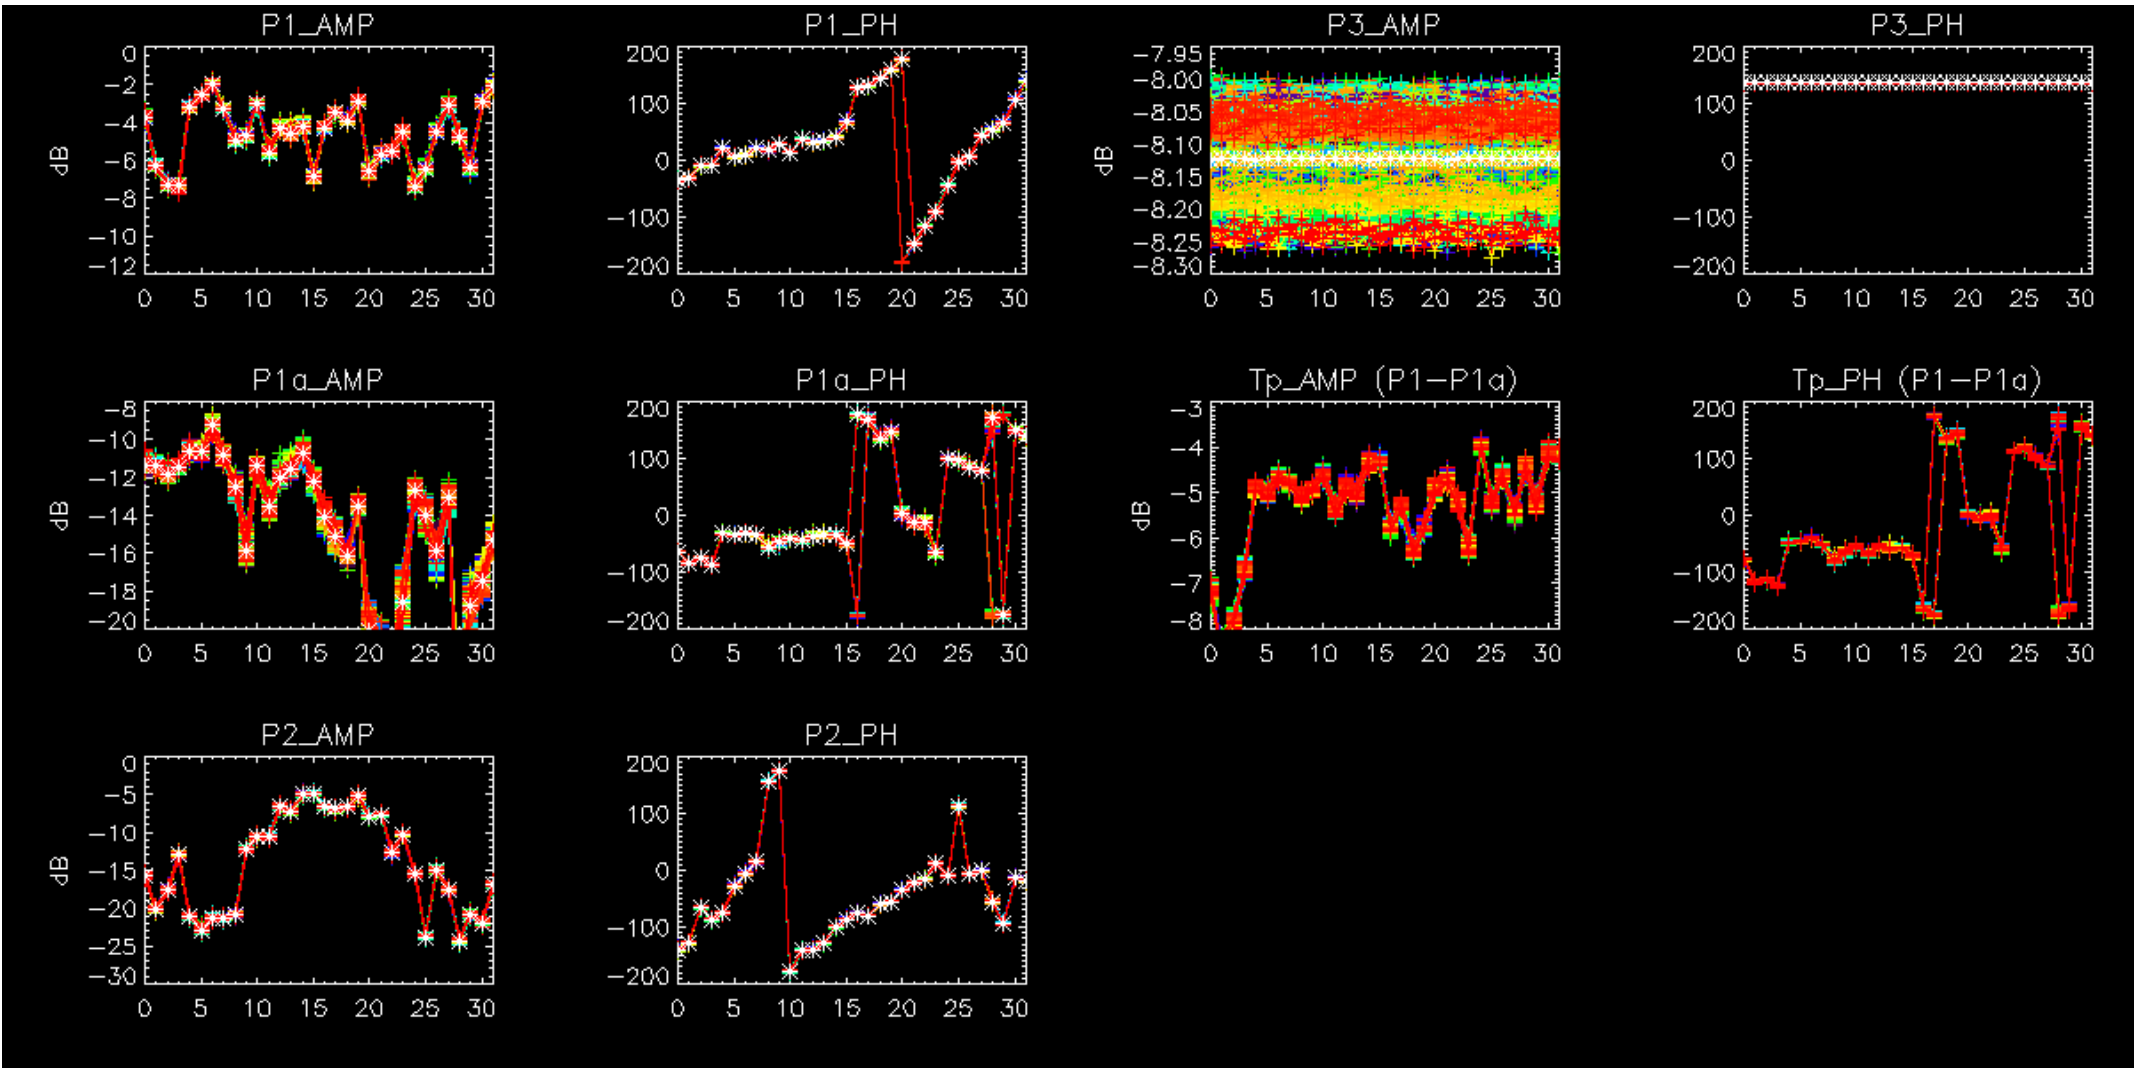 P1_AMP
0
−2
−4
−6
−8
−10
−12
dB
0 5 10 15 20 25 30
P1_PH
200
100
0
−100
−200
0 5 10 15 20 25 30
P3_AMP
−7.95
−8.00
−8.05
−8.10
−8.15
−8.20
−8.25
−8.30
dB
0 5 10 15 20 25 30
P3_PH
200
100
0
−100
−200
0 5 10 15 20 25 30
P1a_AMP
−8
−10
−12
−14
−16
−18
−20
dB
0 5 10 15 20 25 30
P1a_PH
200
100
0
−100
−200
0 5 10 15 20 25 30
Tp_AMP (P1−P1a)
−3
−4
−5
−6
−7
−8
dB
0 5 10 15 20 25 30
Tp_PH (P1−P1a)
200
100
0
−100
−200
0 5 10 15 20 25 30
P2_AMP
0
−5
−10
−15
−20
−25
−30
dB
0 5 10 15 20 25 30
P2_PH
200
100
0
−100
−200
0 5 10 15 20 25 30